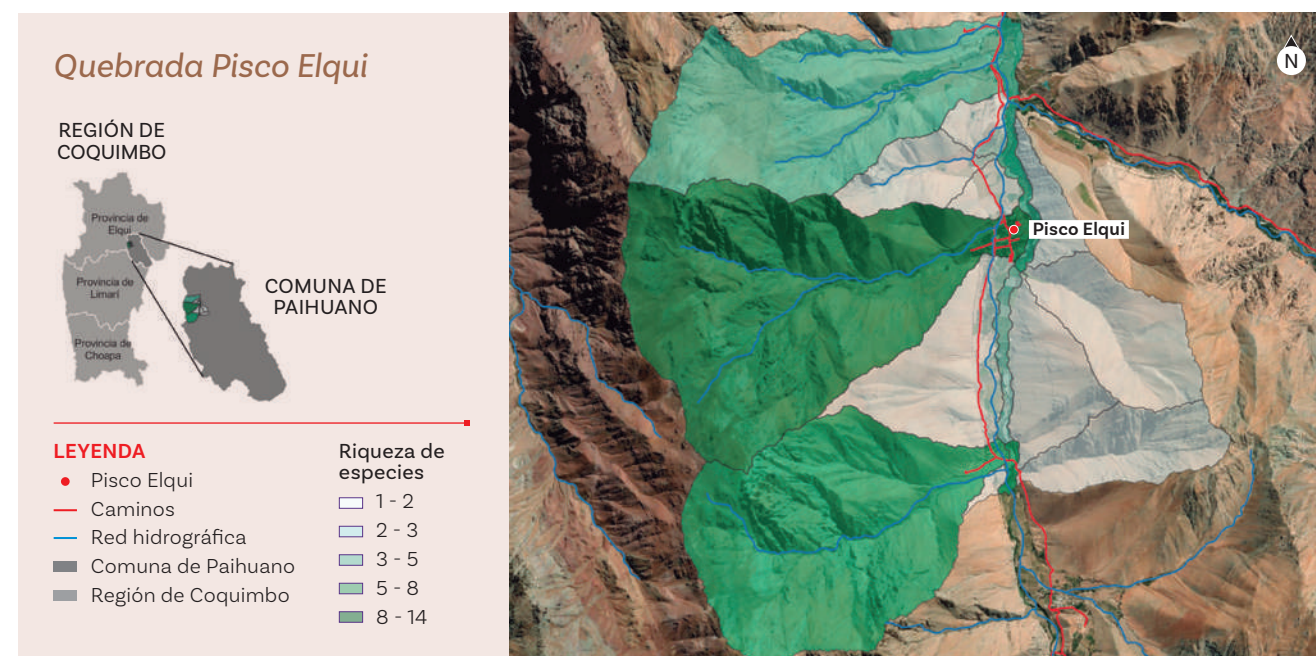 Quebrada Pisco Elqui
REGIÓN DE
COQUIMBO
Provincia de
Elqui
Provincia de
Limarí
Provincia de
Choapa
COMUNA DE
PAIHUANO
LEYENDA
Pisco Elqui
Caminos
Red hidrográfica
Comuna de Paihuano
Región de Coquimbo
Riqueza de
especies
1 - 2
2 - 3
3 - 5
5 - 8
8 - 14
N
Pisco Elqui